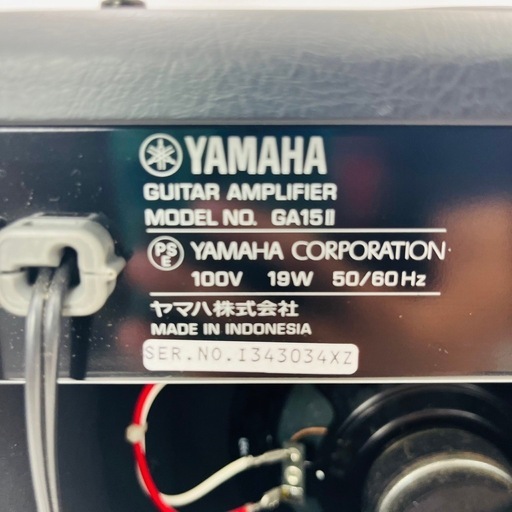 YAMAHA
GUITAR AMPLIFIER
MODEL NO. GA15II
PSE YAMAHA CORPORATION
100V 19W 50/60Hz
ヤマハ株式会社
MADE IN INDONESIA
SER.NO.I343034XZ